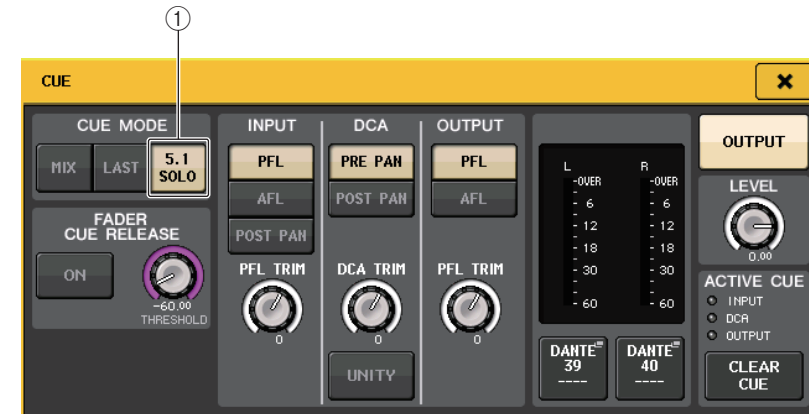 ①
CUE
CUE MODE
MIX
LAST
5.1
SOLO
FADER
CUE RELEASE
ON
-60.00
THRESHOLD
INPUT
PFL
AFL
POST PAN
PFL TRIM
0
DCA
PRE PAN
POST PAN
DCA TRIM
0
UNITY
OUTPUT
PFL
AFL
PFL TRIM
0
L R
-OVER -OVER
- 6 - 6
- 12 - 12
- 18 - 18
- 30 - 30
- 60 - 60
DANTE
39
----
DANTE
40
----
OUTPUT
LEVEL
0.00
ACTIVE CUE
INPUT
DCA
OUTPUT
CLEAR
CUE